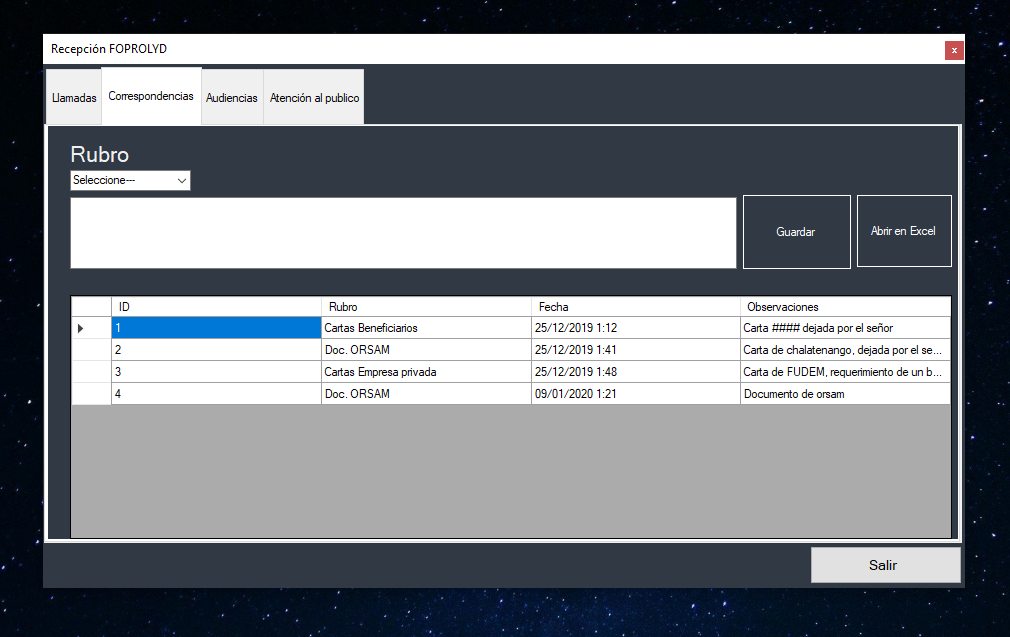 Recepción FOPROLYD
x
Llamadas Correspondencias Audiencias Atención al publico
Rubro
Seleccione---
Guardar Abrir en Excel
ID Rubro Fecha Observaciones
1 Cartas Beneficiarios 25/12/2019 1:12 Carta #### dejada por el señor
2 Doc. ORSAM 25/12/2019 1:41 Carta de chalatenango, dejada por el se...
3 Cartas Empresa privada 25/12/2019 1:48 Carta de FUDEM, requerimiento de un b...
4 Doc. ORSAM 09/01/2020 1:21 Documento de orsam
Salir